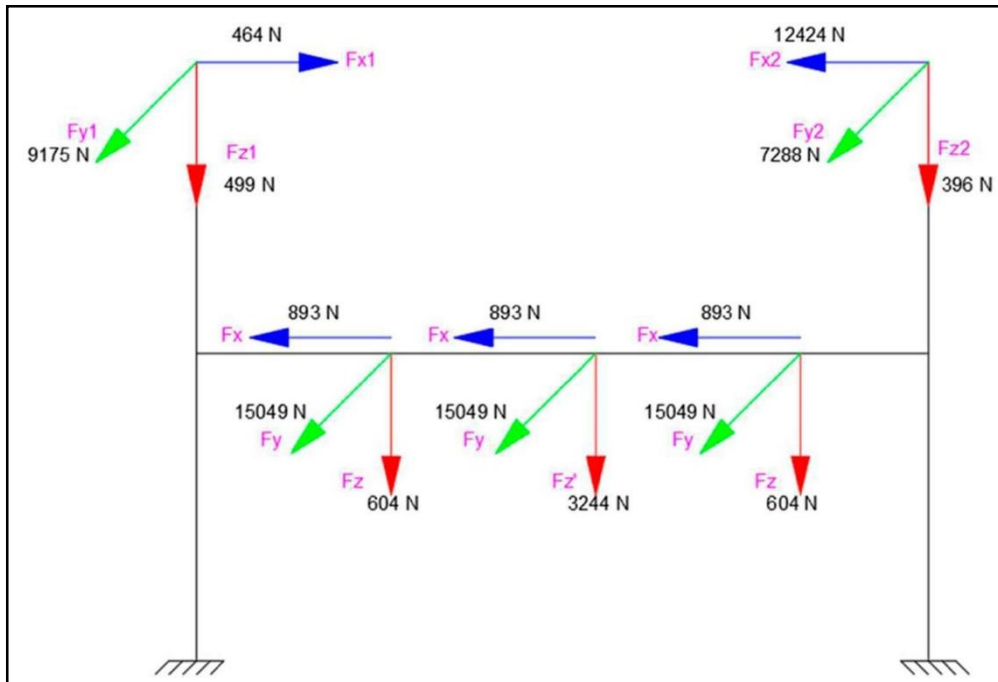 464 N
12424 N
Fx1
Fx2
Fy1
9175 N
Fy2
7288 N
Fz1
499 N
Fz2
396 N
893 N
893 N
893 N
Fx
Fx
Fx
15049 N
15049 N
15049 N
Fy
Fy
Fy
Fz
Fz'
Fz
604 N
3244 N
604 N